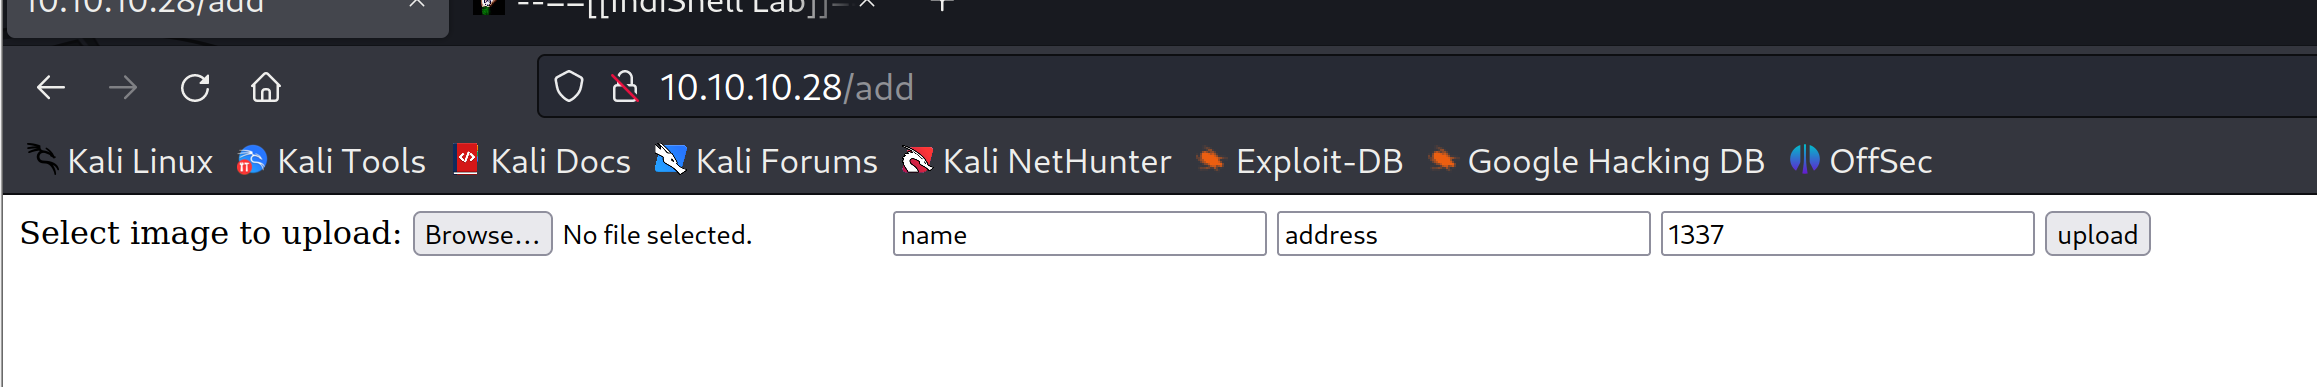 10.10.10.28/add --==[[IndiShell Lab]]=
10.10.10.28/add
Kali Linux Kali Tools Kali Docs Kali Forums Kali NetHunter Exploit-DB Google Hacking DB OffSec
Select image to upload: Browse... No file selected. name address 1337 upload